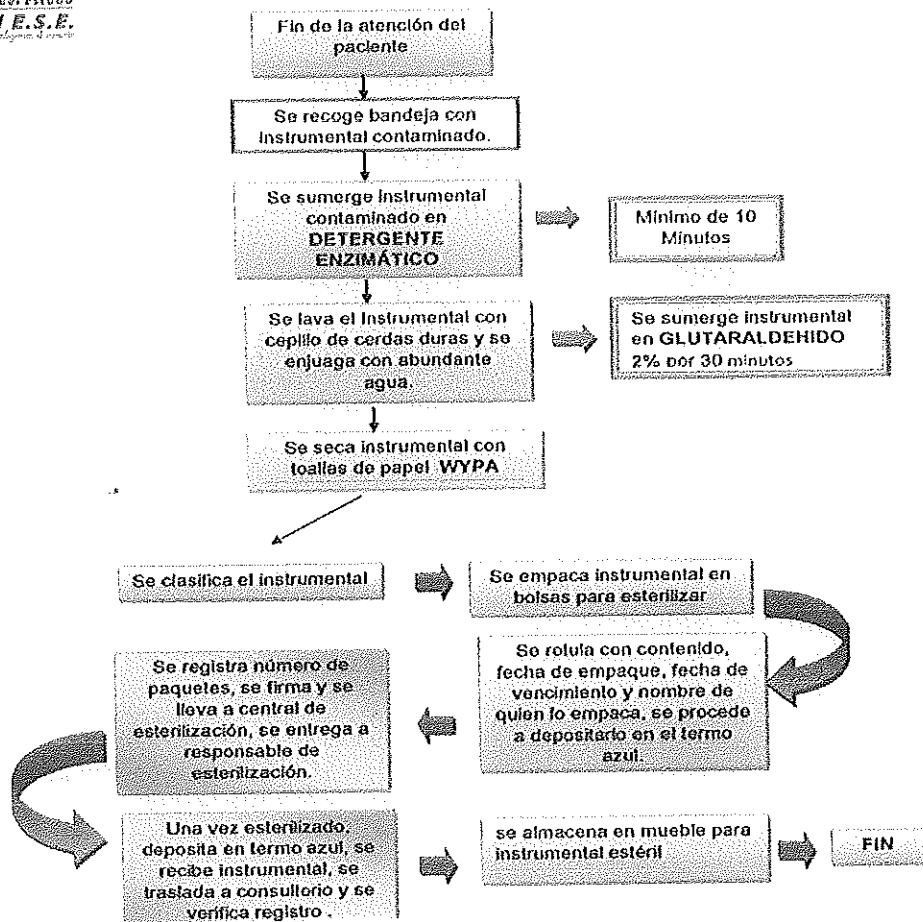 E.S.E.
Fin de la atención del
paciente
Se recoge bandeja con
instrumental contaminado.
Se sumerge instrumental
contaminado en
DETERGENTE
ENZIMÁTICO
Mínimo de 10
Minutos
Se lava el Instrumental con
cepillo de cerdas duras y se
enjuaga con abundante
agua.
Se sumerge instrumental
en GLUTARALDEHIDO
2% por 30 minutos
Se seca instrumental con
toallas de papel WYPA
Se clasifica el instrumental
Se empaca instrumental en
bolsas para esterilizar
Se rotula con contenido,
fecha de empaque, fecha de
vencimiento y nombre de
quien lo empaca, se procede
a depositarlo en el termo
azul.
Se registra número de
paquetes, se firma y se
lleva a central de
esterilización, se entrega a
responsable de
esterilización.
Una vez esterilizado,
deposita en termo azul, se
recibe instrumental, se
traslada a consultorio y se
verifica registro .
se almacena en mueble para
instrumental estéril
FIN